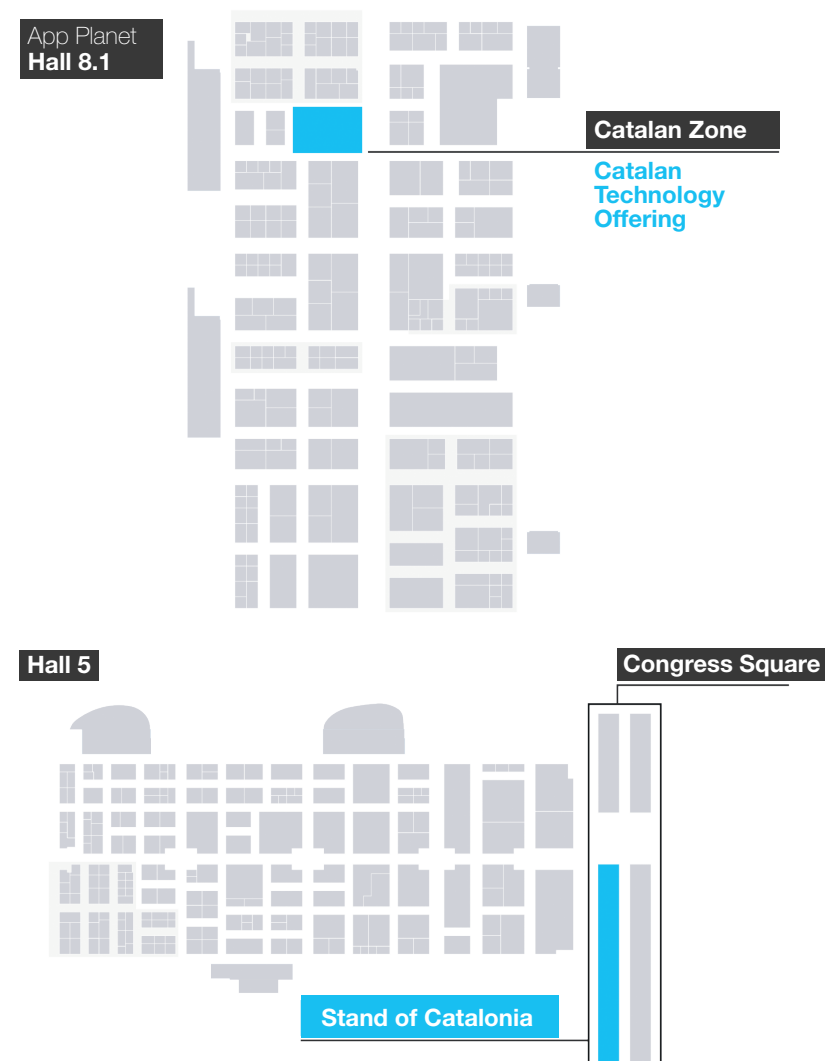 App Planet
Hall 8.1
Catalan Zone
Catalan
Technology
Offering
Hall 5
Congress Square
Stand of Catalonia